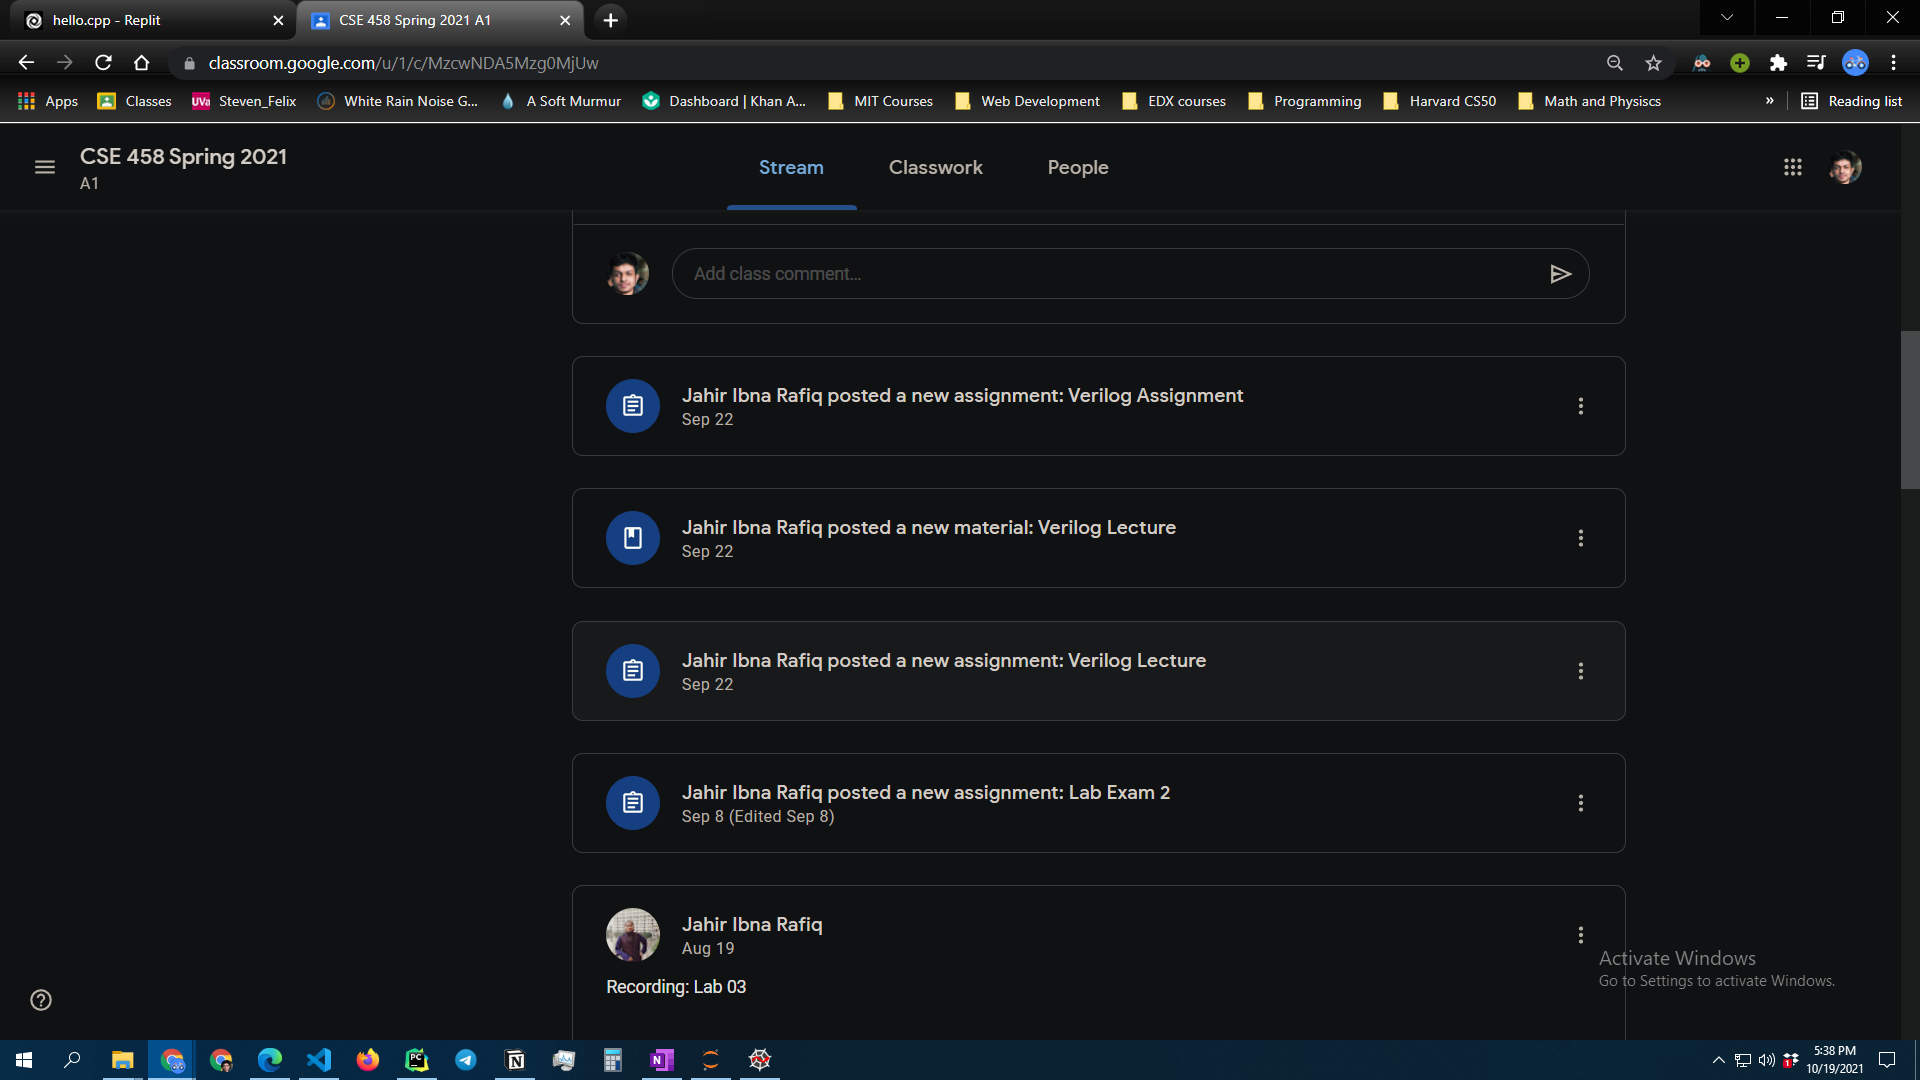 hello.cpp - Replit
CSE 458 Spring 2021 A1
classroom.google.com/u/1/c/MzcwNDA5Mzg0MjUw
Apps
Classes
UVa
Steven_Felix
White Rain Noise G...
A Soft Murmur
Dashboard | Khan A...
MIT Courses
Web Development
EDX courses
Programming
Harvard CS50
Math and Physiscs
»
Reading list
CSE 458 Spring 2021
A1
Stream
Classwork
People
Add class comment...
Jahir Ibna Rafiq posted a new assignment: Verilog Assignment
Sep 22
Jahir Ibna Rafiq posted a new material: Verilog Lecture
Sep 22
Jahir Ibna Rafiq posted a new assignment: Verilog Lecture
Sep 22
Jahir Ibna Rafiq posted a new assignment: Lab Exam 2
Sep 8 (Edited Sep 8)
Jahir Ibna Rafiq
Aug 19
Recording: Lab 03
Activate Windows
Go to Settings to activate Windows.
PC
N
N
1
5:38 PM
10/19/2021